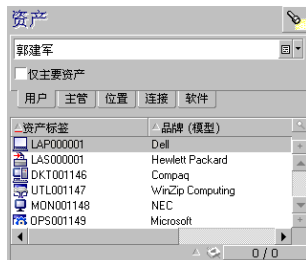 资产
郭建军
仅主要资产
用户 主管 位置 连接 软件
资产标签 品牌 (模型)
LAP000001 Dell
LAS000001 Hewlett Packard
DKT001146 Compaq
UTL001147 WinZip Computing
MON001148 NEC
OPS001149 Microsoft
0 / 0